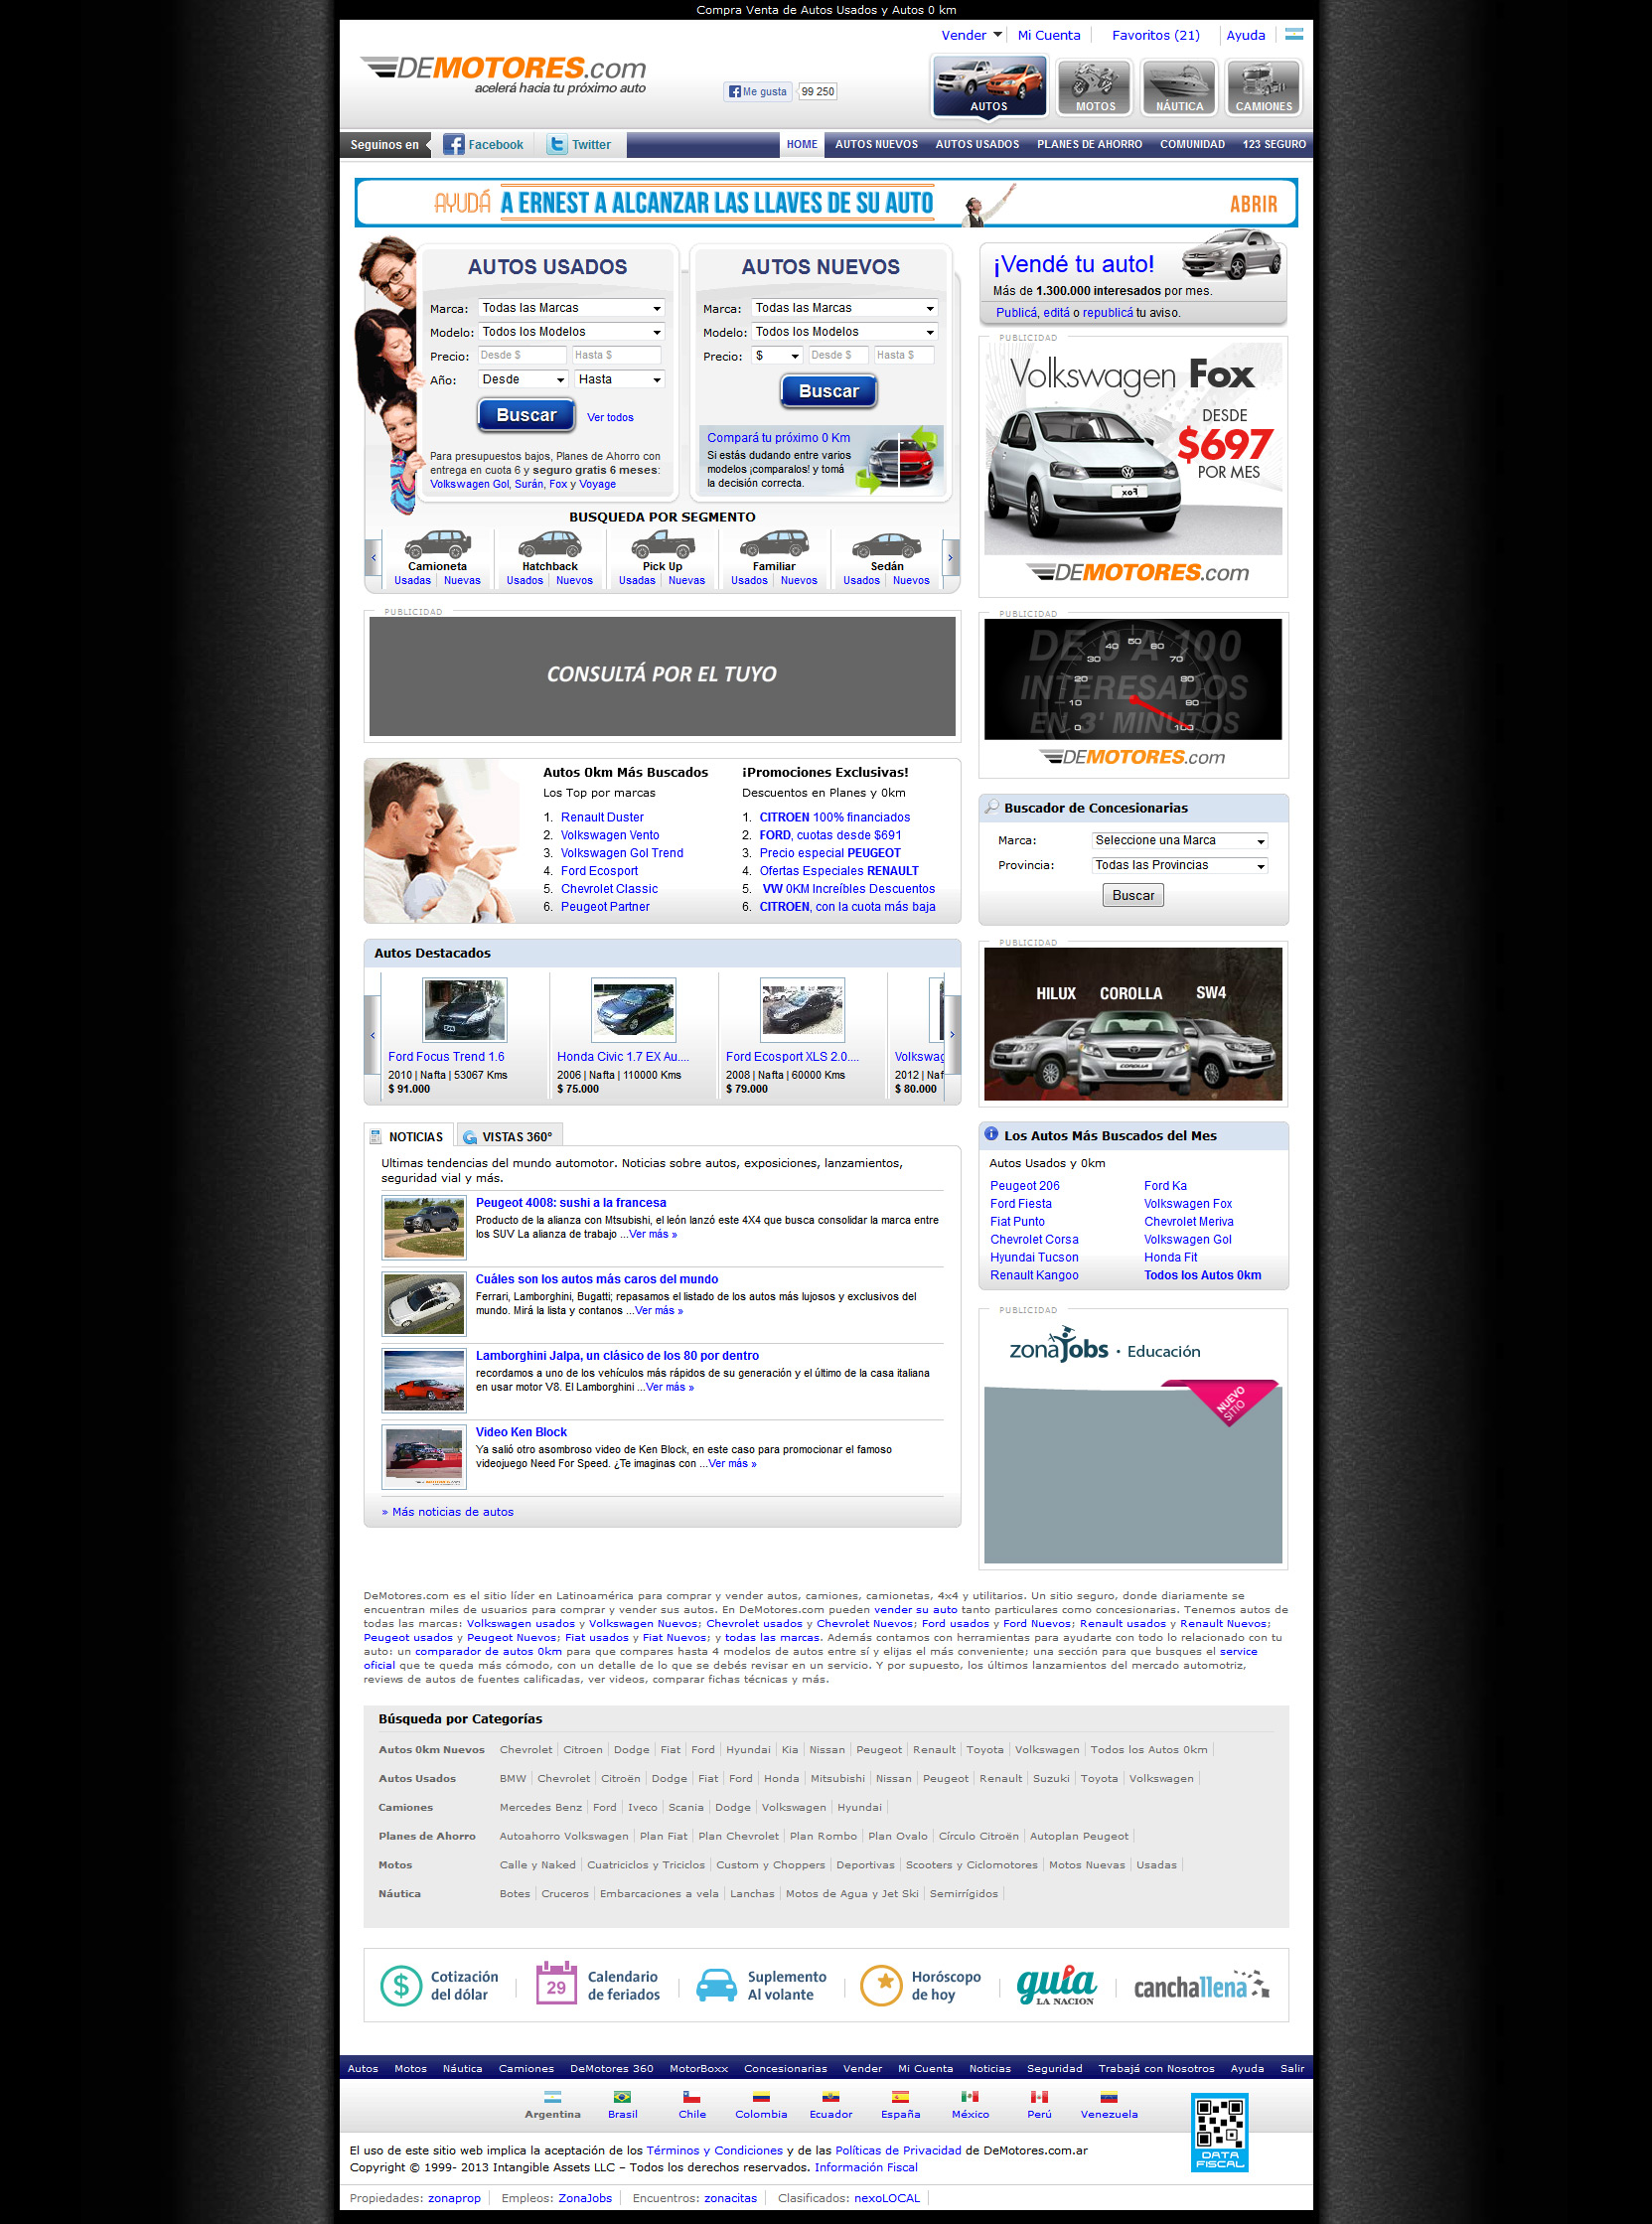 Compra Venta de Autos Usados y Autos 0 km
Vender
Mi Cuenta
Favoritos (21)
Ayuda
DEMOTORES.com
acelerá hacia tu próximo auto
Me gusta
99 250
AUTOS
MOTOS
NÁUTICA
CAMIONES
Seguinos en
Facebook
Twitter
HOME
AUTOS NUEVOS
AUTOS USADOS
PLANES DE AHORRO
COMUNIDAD
123 SEGURO
AYUDÁ A ERNEST A ALCANZAR LAS LLAVES DE SU AUTO
ABRIR
AUTOS USADOS
Marca: Todas las Marcas
Modelo: Todos los Modelos
Precio: Desde $ Hasta $
Año: Desde Hasta
Buscar
Ver todos
Para presupuestos bajos, Planes de Ahorro con
entrega en cuota 6 y seguro gratis 6 meses:
Volkswagen Gol, Surán, Fox y Voyage
AUTOS NUEVOS
Marca: Todas las Marcas
Modelo: Todos los Modelos
Precio: $ Desde $ Hasta $
Buscar
Compará tu próximo 0 Km
Si estás dudando entre varios
modelos ¡comparalos! y tomá
la decisión correcta.
¡Vendé tu auto!
Más de 1.300.000 interesados por mes.
Publicá, editá o republicá tu aviso.
PUBLICIDAD
Volkswagen Fox
DESDE
$697
POR MES
Fox
DEMOTORES.com
BUSQUEDA POR SEGMENTO
Camioneta
Usadas Nuevas
Hatchback
Usados Nuevos
Pick Up
Usadas Nuevas
Familiar
Usados Nuevos
Sedán
Usados Nuevos
PUBLICIDAD
CONSULTÁ POR EL TUYO
PUBLICIDAD
DE 0 A 100
INTERESADOS
EN 3' MINUTOS
0 10 20 30 40 50 60 70 80 90 100
DEMOTORES.com
Autos 0km Más Buscados
Los Top por marcas
1. Renault Duster
2. Volkswagen Vento
3. Volkswagen Gol Trend
4. Ford Ecosport
5. Chevrolet Classic
6. Peugeot Partner
¡Promociones Exclusivas!
Descuentos en Planes y 0km
1. CITROEN 100% financiados
2. FORD, cuotas desde $691
3. Precio especial PEUGEOT
4. Ofertas Especiales RENAULT
5. VW 0KM Increíbles Descuentos
6. CITROEN, con la cuota más baja
Buscador de Concesionarias
Marca: Seleccione una Marca
Provincia: Todas las Provincias
Buscar
Autos Destacados
Ford Focus Trend 1.6
2010 | Nafta | 53067 Kms
$ 91.000
Honda Civic 1.7 EX Au....
2006 | Nafta | 110000 Kms
$ 75.000
Ford Ecosport XLS 2.0....
2008 | Nafta | 60000 Kms
$ 79.000
Volkswag
2012 | Naf
$ 80.000
PUBLICIDAD
HILUX COROLLA SW4
COROLLA
NOTICIAS
VISTAS 360º
Ultimas tendencias del mundo automotor. Noticias sobre autos, exposiciones, lanzamientos,
seguridad vial y más.
Peugeot 4008: sushi a la francesa
Producto de la alianza con Mtsubishi, el león lanzó este 4X4 que busca consolidar la marca entre
los SUV La alianza de trabajo ...Ver más »
Cuáles son los autos más caros del mundo
Ferrari, Lamborghini, Bugatti; repasamos el listado de los autos más lujosos y exclusivos del
mundo. Mirá la lista y contanos ...Ver más »
Lamborghini Jalpa, un clásico de los 80 por dentro
recordamos a uno de los vehículos más rápidos de su generación y el último de la casa italiana
en usar motor V8. El Lamborghini ...Ver más »
Video Ken Block
Ya salió otro asombroso video de Ken Block, en este caso para promocionar el famoso
videojuego Need For Speed. ¿Te imaginas con ...Ver más »
» Más noticias de autos
Los Autos Más Buscados del Mes
Autos Usados y 0km
Peugeot 206
Ford Fiesta
Fiat Punto
Chevrolet Corsa
Hyundai Tucson
Renault Kangoo
Ford Ka
Volkswagen Fox
Chevrolet Meriva
Volkswagen Gol
Honda Fit
Todos los Autos 0km
PUBLICIDAD
zonaJobs · Educación
NUEVO
SITIO
DeMotores.com es el sitio líder en Latinoamérica para comprar y vender autos, camiones, camionetas, 4x4 y utilitarios. Un sitio seguro, donde diariamente se
encuentran miles de usuarios para comprar y vender sus autos. En DeMotores.com pueden vender su auto tanto particulares como concesionarias. Tenemos autos de
todas las marcas: Volkswagen usados y Volkswagen Nuevos; Chevrolet usados y Chevrolet Nuevos; Ford usados y Ford Nuevos; Renault usados y Renault Nuevos;
Peugeot usados y Peugeot Nuevos; Fiat usados y Fiat Nuevos; y todas las marcas. Además contamos con herramientas para ayudarte con todo lo relacionado con tu
auto: un comparador de autos 0km para que compares hasta 4 modelos de autos entre sí y elijas el más conveniente; una sección para que busques el service
oficial que te queda más cómodo, con un detalle de lo que se debés revisar en un servicio. Y por supuesto, los últimos lanzamientos del mercado automotriz,
reviews de autos de fuentes calificadas, ver videos, comparar fichas técnicas y más.
Búsqueda por Categorías
Autos 0km Nuevos Chevrolet Citroen Dodge Fiat Ford Hyundai Kia Nissan Peugeot Renault Toyota Volkswagen Todos los Autos 0km
Autos Usados BMW Chevrolet Citroën Dodge Fiat Ford Honda Mitsubishi Nissan Peugeot Renault Suzuki Toyota Volkswagen
Camiones Mercedes Benz Ford Iveco Scania Dodge Volkswagen Hyundai
Planes de Ahorro Autoahorro Volkswagen Plan Fiat Plan Chevrolet Plan Rombo Plan Ovalo Círculo Citroën Autoplan Peugeot
Motos Calle y Naked Cuatriciclos y Triciclos Custom y Choppers Deportivas Scooters y Ciclomotores Motos Nuevas Usadas
Náutica Botes Cruceros Embarcaciones a vela Lanchas Motos de Agua y Jet Ski Semirrígidos
Cotización
del dólar
29
Calendario
de feriados
Suplemento
Al volante
Horóscopo
de hoy
guía
LA NACION
canchallena
Autos Motos Náutica Camiones DeMotores 360 MotorBoxx Concesionarias Vender Mi Cuenta Noticias Seguridad Trabajá con Nosotros Ayuda Salir
Argentina Brasil Chile Colombia Ecuador España México Perú Venezuela
DATA
FISCAL
El uso de este sitio web implica la aceptación de los Términos y Condiciones y de las Políticas de Privacidad de DeMotores.com.ar
Copyright © 1999- 2013 Intangible Assets LLC – Todos los derechos reservados. Información Fiscal
Propiedades: zonaprop Empleos: ZonaJobs Encuentros: zonacitas Clasificados: nexoLOCAL